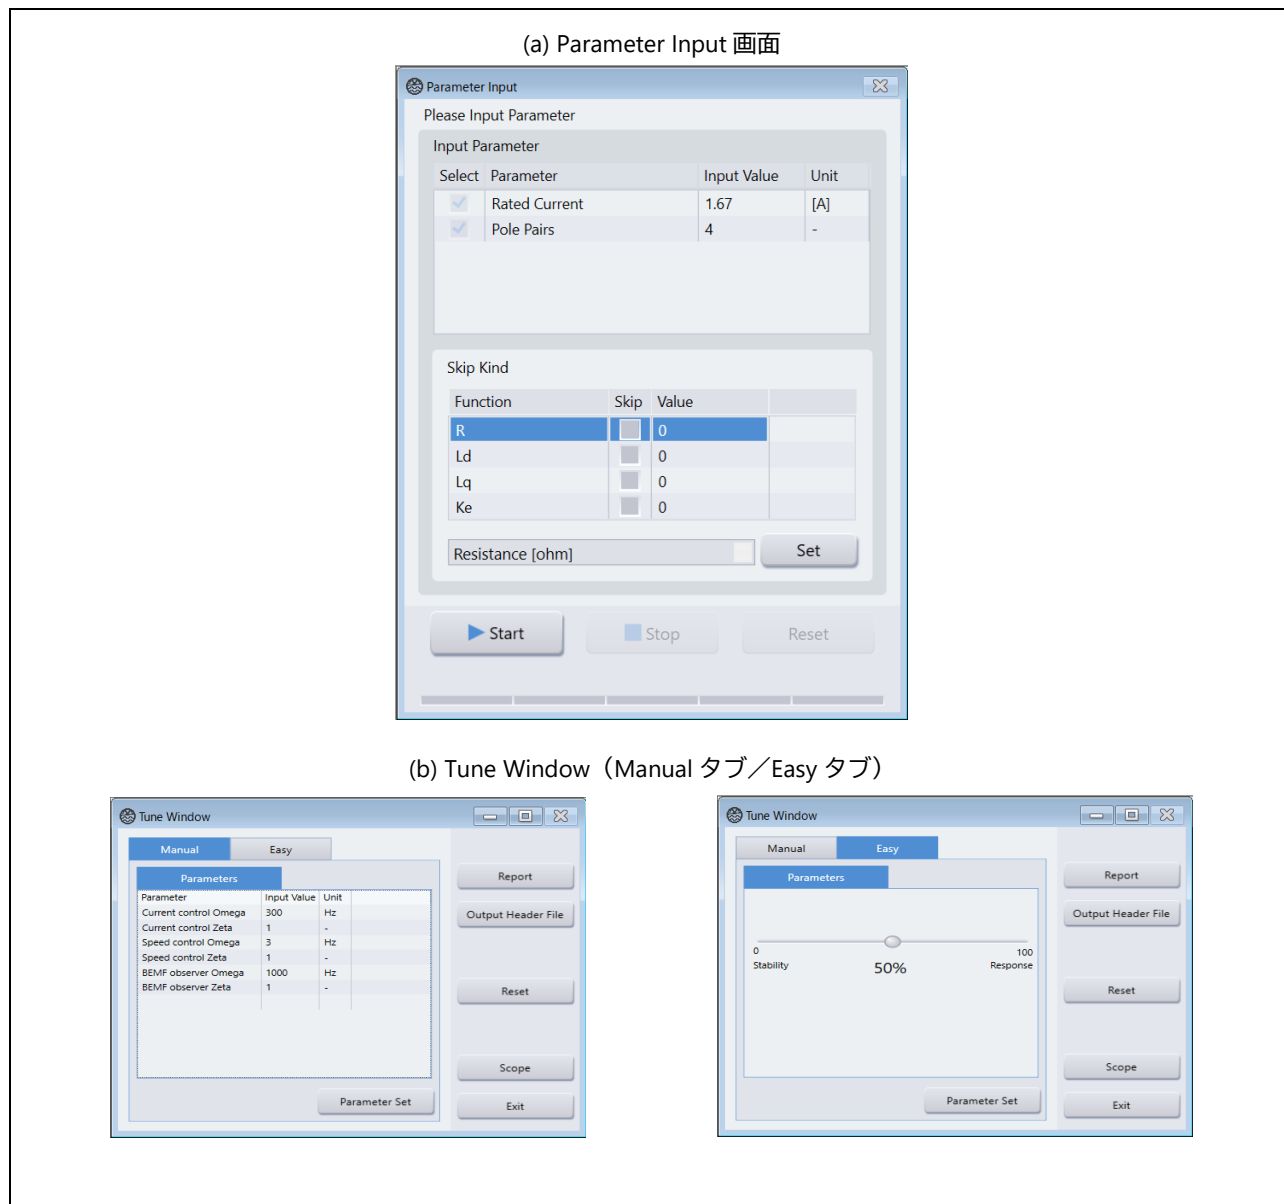 (a) Parameter Input 画面
Parameter Input
Please Input Parameter
Input Parameter
Select Parameter Input Value Unit
Rated Current 1.67 [A]
Pole Pairs 4 -
Skip Kind
Function Skip Value
R 0
Ld 0
Lq 0
Ke 0
Resistance [ohm] Set
Start Stop Reset
(b) Tune Window（Manual タブ／Easy タブ）
Tune Window
Manual Easy
Parameters
Parameter Input Value Unit
Current control Omega 300 Hz
Current control Zeta 1 -
Speed control Omega 3 Hz
Speed control Zeta 1 -
BEMF observer Omega 1000 Hz
BEMF observer Zeta 1 -
Parameter Set
Report
Output Header File
Reset
Scope
Exit
Tune Window
Manual Easy
Parameters
0 100
Stability 50% Response
Parameter Set
Report
Output Header File
Reset
Scope
Exit